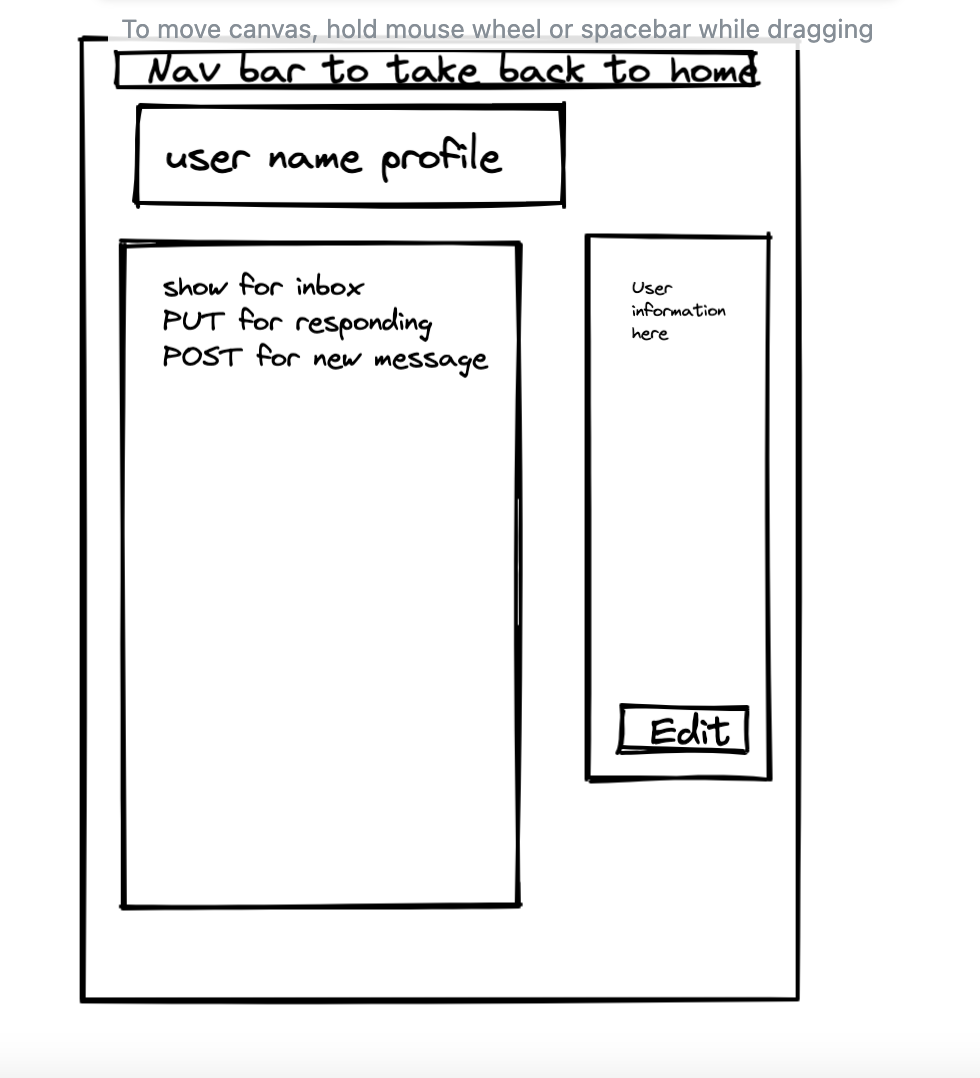 To move canvas, hold mouse wheel or spacebar while dragging
Nav bar to take back to home
user name profile
show for inbox
PUT for responding
POST for new message
User
information
here
Edit